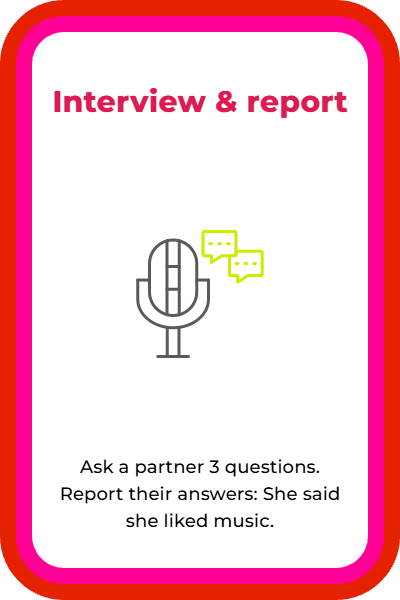 Interview & report
Ask a partner 3 questions.
Report their answers: She said
she liked music.